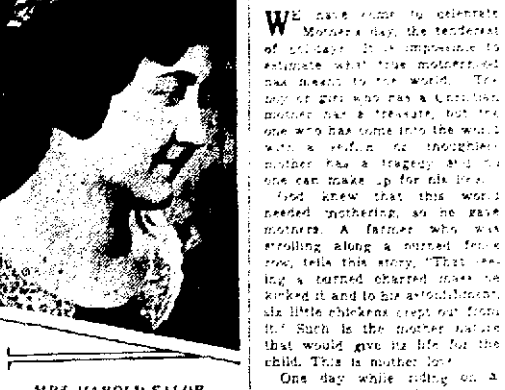 WE have come to celebrate
Mother's day, the tenderest
of holidays. It is impossible to
estimate what true motherhood
has meant to the world. The
boy or girl who has a Christian
mother has a treasure, but the
one who has come into the world
with a selfish or thoughtless
mother has a tragedy and no
one can make up for his loss.
God knew that this world
needed mothering, so he gave
mothers. A farmer who was
strolling along a burned fence
row, tells this story, "That see-
ing a burned charred mass he
kicked it and to his astonishment,
six little chickens crept out from
it." Such is the mother nature
that would give its life for the
child. This is mother love.
One day while riding on a
MRS. HAROLD